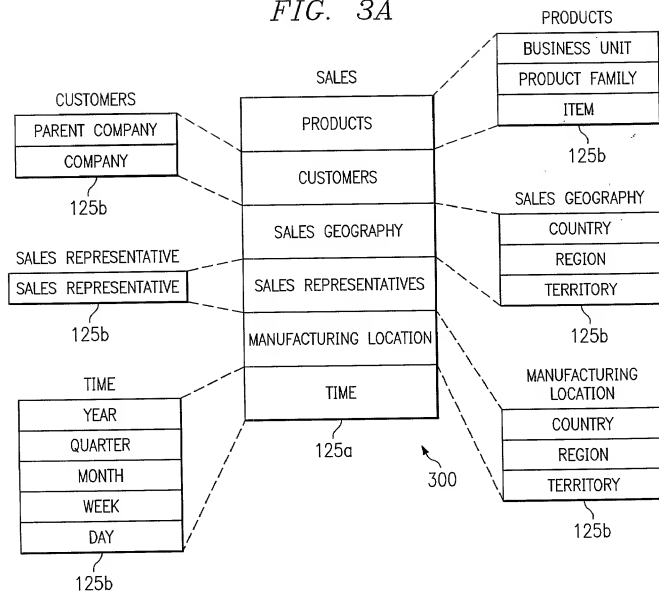 FIG. 3A
PRODUCTS
BUSINESS UNIT
PRODUCT FAMILY
ITEM
125b
SALES
PRODUCTS
CUSTOMERS
SALES GEOGRAPHY
SALES REPRESENTATIVES
MANUFACTURING LOCATION
TIME
125a
300
CUSTOMERS
PARENT COMPANY
COMPANY
125b
SALES REPRESENTATIVE
SALES REPRESENTATIVE
125b
TIME
YEAR
QUARTER
MONTH
WEEK
DAY
125b
SALES GEOGRAPHY
COUNTRY
REGION
TERRITORY
125b
MANUFACTURING
LOCATION
COUNTRY
REGION
TERRITORY
125b